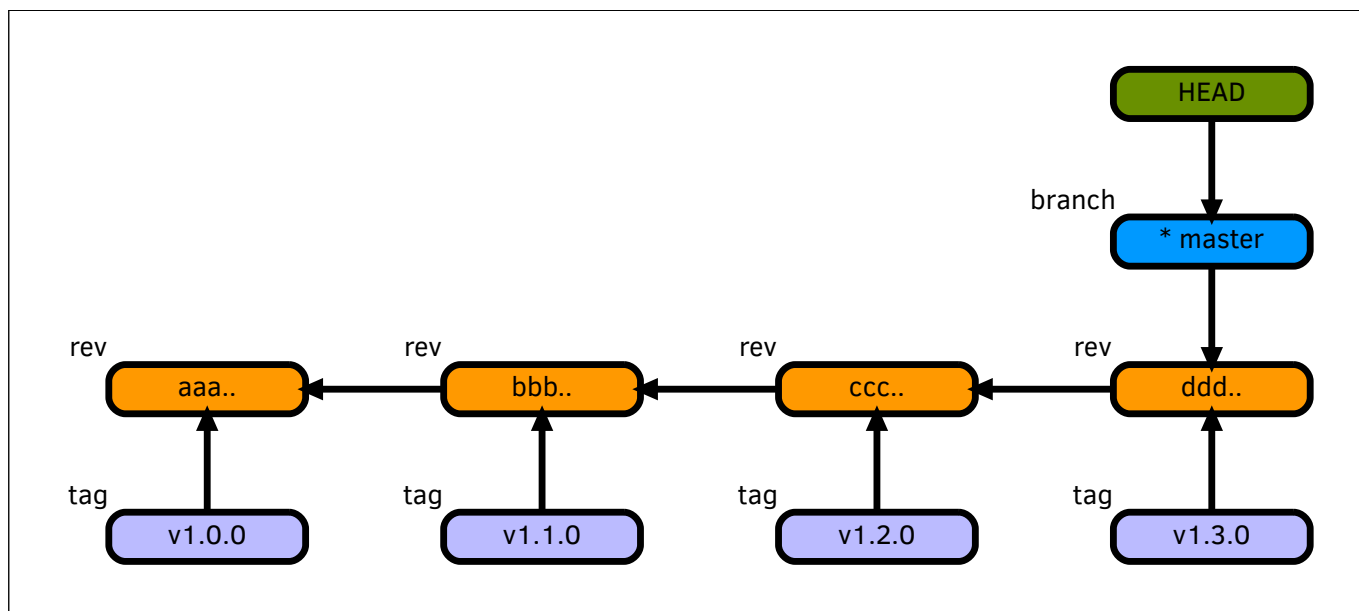 HEAD
branch
* master
rev
rev
rev
rev
aaa..
bbb..
ccc..
ddd..
tag
tag
tag
tag
v1.0.0
v1.1.0
v1.2.0
v1.3.0